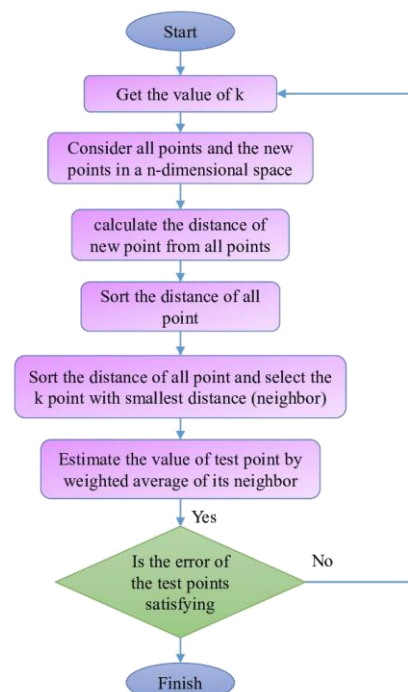 Start
Get the value of k
Consider all points and the new
points in a n-dimensional space
calculate the distance of
new point from all points
Sort the distance of all
point
Sort the distance of all point and select the
k point with smallest distance (neighbor)
Estimate the value of test point by
weighted average of its neighbor
Yes
Is the error of
the test points
satisfying
No
Finish